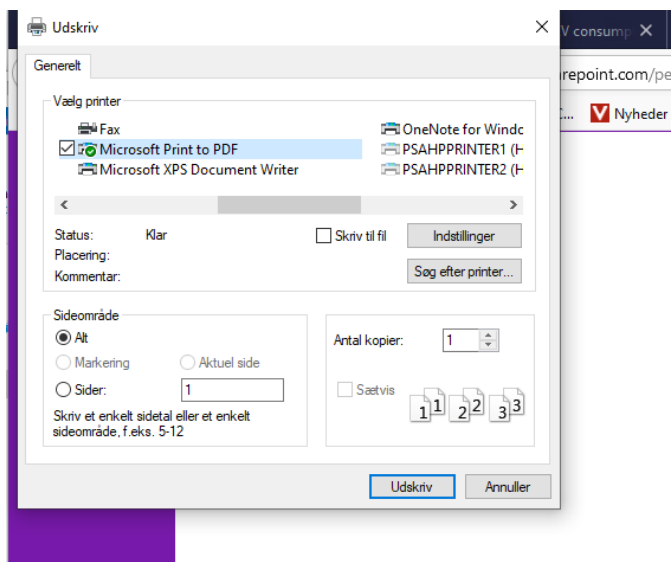 Udskriv
V consump
Generelt
repoint.com/pe
Vælg printer
C...
Nyheder
Fax
OneNote for Windc
Microsoft Print to PDF
PSAHPPRINTER1 (H
Microsoft XPS Document Writer
PSAHPPRINTER2 (H
Status: Klar
Skriv til fil
Indstillinger
Placering:
Kommentar:
Søg efter printer...
Sideområde
Alt
Antal kopier: 1
Markering
Aktuel side
Sider: 1
Sætvis
Skriv et enkelt sidetal eller et enkelt
sideområde, f.eks. 5-12
1 1 2 2 3 3
Udskriv
Annuller